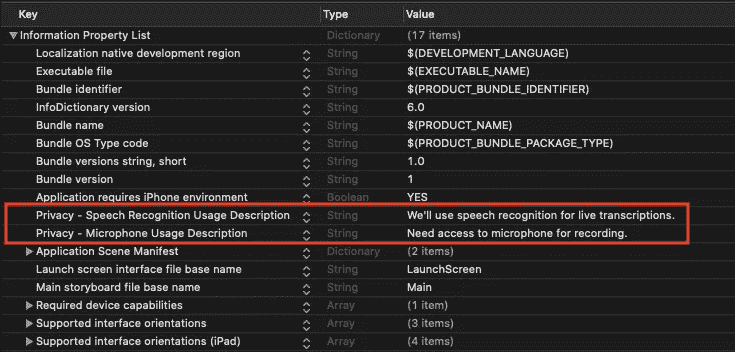 Key Type Value
Information Property List Dictionary (17 items)
Localization native development region String $(DEVELOPMENT_LANGUAGE)
Executable file String $(EXECUTABLE_NAME)
Bundle identifier String $(PRODUCT_BUNDLE_IDENTIFIER)
InfoDictionary version String 6.0
Bundle name String $(PRODUCT_NAME)
Bundle OS Type code String $(PRODUCT_BUNDLE_PACKAGE_TYPE)
Bundle versions string, short String 1.0
Bundle version String 1
Application requires iPhone environment Boolean YES
Privacy - Speech Recognition Usage Description String We'll use speech recognition for live transcriptions.
Privacy - Microphone Usage Description String Need access to microphone for recording.
Application Scene Manifest Dictionary (2 items)
Launch screen interface file base name String LaunchScreen
Main storyboard file base name String Main
Required device capabilities Array (1 item)
Supported interface orientations Array (3 items)
Supported interface orientations (iPad) Array (4 items)